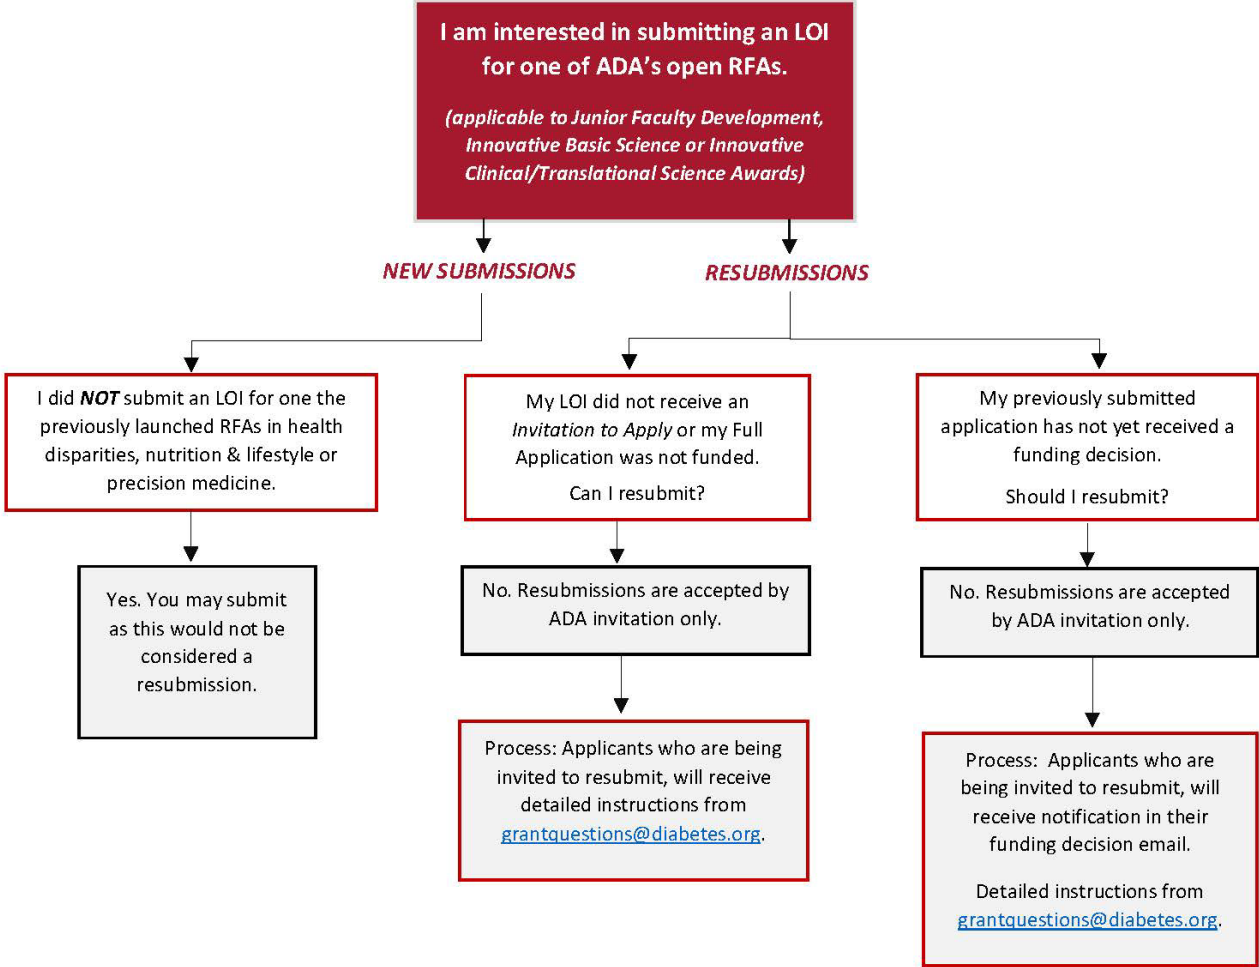 I am interested in submitting an LOI
for one of ADA's open RFAs.
(applicable to Junior Faculty Development,
Innovative Basic Science or Innovative
Clinical/Translational Science Awards)
NEW SUBMISSIONS
RESUBMISSIONS
I did NOT submit an LOI for one the
previously launched RFAs in health
disparities, nutrition & lifestyle or
precision medicine.
Yes. You may submit
as this would not be
considered a
resubmission.
My LOI did not receive an
Invitation to Apply or my Full
Application was not funded.
Can I resubmit?
No. Resubmissions are accepted by
ADA invitation only.
Process: Applicants who are being
invited to resubmit, will receive
detailed instructions from
grantquestions@diabetes.org.
My previously submitted
application has not yet received a
funding decision.
Should I resubmit?
No. Resubmissions are accepted
by ADA invitation only.
Process:  Applicants who are
being invited to resubmit, will
receive notification in their
funding decision email.
Detailed instructions from
grantquestions@diabetes.org.